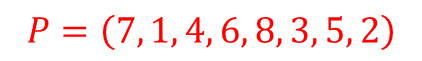 P = (7, 1, 4, 6, 8, 3, 5, 2)